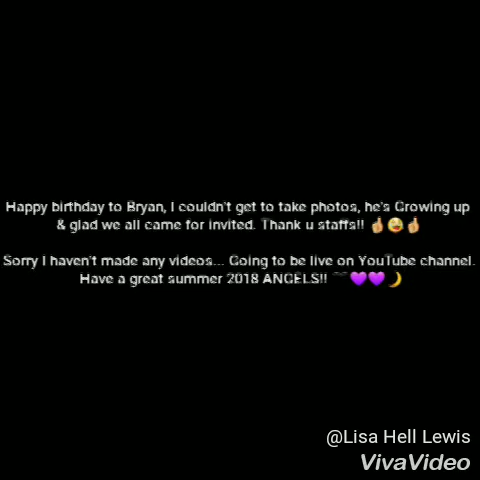 Happy birthday to Bryan, I couldn't get to take photos, he's Growing up
& glad we all came for invited. Thank u staffs!! ☝🏼😜☝🏼
Sorry I haven't made any videos... Going to be live on YouTube channel.
Have a great summer 2018 ANGELS!! 💜💜🌙
@Lisa Hell Lewis
VivaVideo